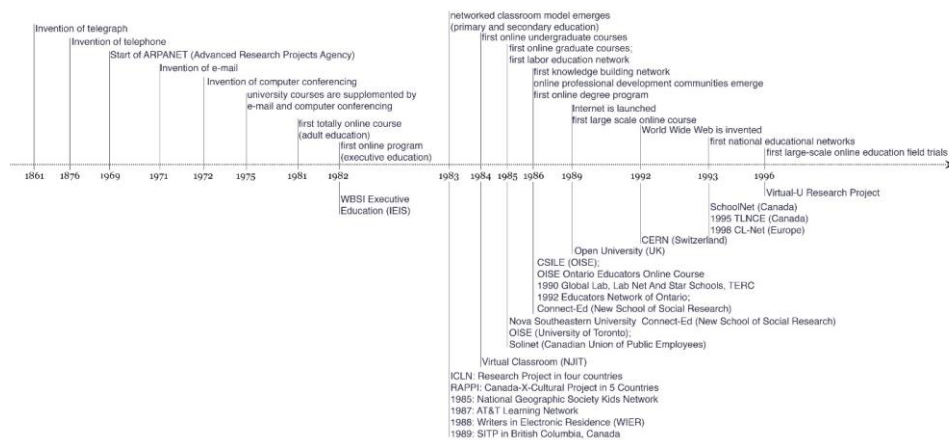 Invention of telegraph
Invention of telephone
Start of ARPANET (Advanced Research Projects Agency)
Invention of e-mail
Invention of computer conferencing
university courses are supplemented by
e-mail and computer conferencing
first totally online course
(adult education)
first online program
(executive education)
networked classroom model emerges
(primary and secondary education)
first online undergraduate courses
first online graduate courses;
first labor education network
first knowledge building network
online professional development communities emerge
first online degree program
Internet is launched
first large scale online course
World Wide Web is invented
first national educational networks
first large-scale online education field trials
1861 1876 1969 1971 1972 1975 1981 1982 1983 1984 1985 1986 1989 1992 1993 1996
WBSI Executive
Education (IEIS)
Virtual-U Research Project
SchoolNet (Canada)
1995 TLNCE (Canada)
1998 CL-Net (Europe)
CERN (Switzerland)
Open University (UK)
CSILE (OISE);
OISE Ontario Educators Online Course
1990 Global Lab, Lab Net And Star Schools, TERC
1992 Educators Network of Ontario;
Connect-Ed (New School of Social Research)
Nova Southeastern University Connect-Ed (New School of Social Research)
OISE (University of Toronto);
Solinet (Canadian Union of Public Employees)
Virtual Classroom (NJIT)
ICLN: Research Project in four countries
RAPPI: Canada-X-Cultural Project in 5 Countries
1985: National Geographic Society Kids Network
1987: AT&T Learning Network
1988: Writers in Electronic Residence (WIER)
1989: SITP in British Columbia, Canada